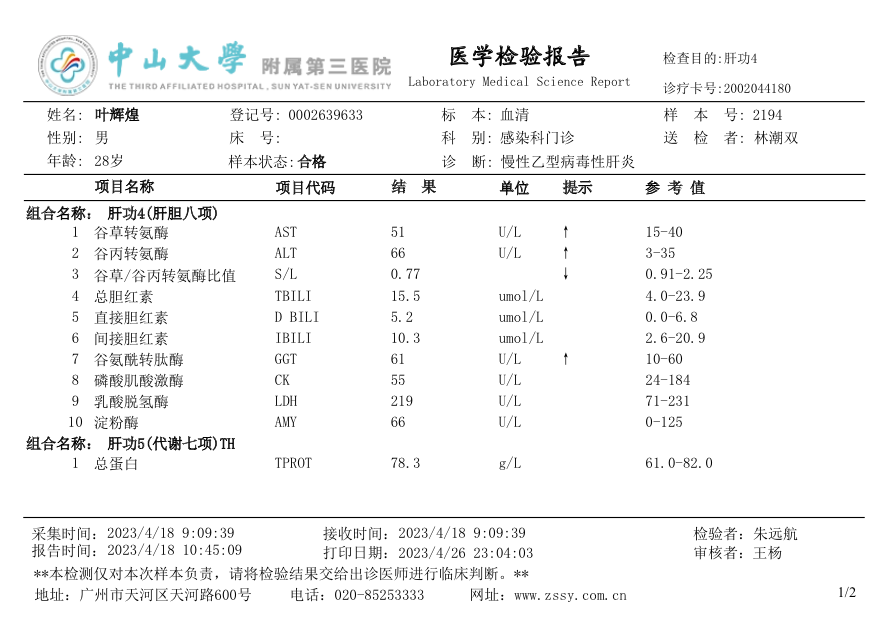 中山大学 附属第三医院
THE THIRD AFFILIATED HOSPITAL, SUN YAT-SEN UNIVERSITY
医学检验报告
Laboratory Medical Science Report
检查目的:肝功4
诊疗卡号:2002044180
姓名: 叶辉煌 登记号: 0002639633 标 本: 血清 样 本 号: 2194
性别: 男 床 号: 科 别: 感染科门诊 送 检 者: 林潮双
年龄: 28岁 样本状态: 合格 诊 断: 慢性乙型病毒性肝炎
项目名称 项目代码 结 果 单位 提示 参 考 值
组合名称: 肝功4(肝胆八项)
1 谷草转氨酶 AST 51 U/L ↑ 15-40
2 谷丙转氨酶 ALT 66 U/L ↑ 3-35
3 谷草/谷丙转氨酶比值 S/L 0.77 ↓ 0.91-2.25
4 总胆红素 TBILI 15.5 umol/L 4.0-23.9
5 直接胆红素 D BILI 5.2 umol/L 0.0-6.8
6 间接胆红素 IBILI 10.3 umol/L 2.6-20.9
7 谷氨酰转肽酶 GGT 61 U/L ↑ 10-60
8 磷酸肌酸激酶 CK 55 U/L 24-184
9 乳酸脱氢酶 LDH 219 U/L 71-231
10 淀粉酶 AMY 66 U/L 0-125
组合名称: 肝功5(代谢七项)TH
1 总蛋白 TPROT 78.3 g/L 61.0-82.0
采集时间: 2023/4/18 9:09:39 接收时间: 2023/4/18 9:09:39 检验者: 朱远航
报告时间: 2023/4/18 10:45:09 打印日期: 2023/4/26 23:04:03 审核者: 王杨
**本检测仅对本次样本负责，请将检验结果交给出诊医师进行临床判断。**
地址: 广州市天河区天河路600号 电话: 020-85253333 网址: www.zssy.com.cn 1/2